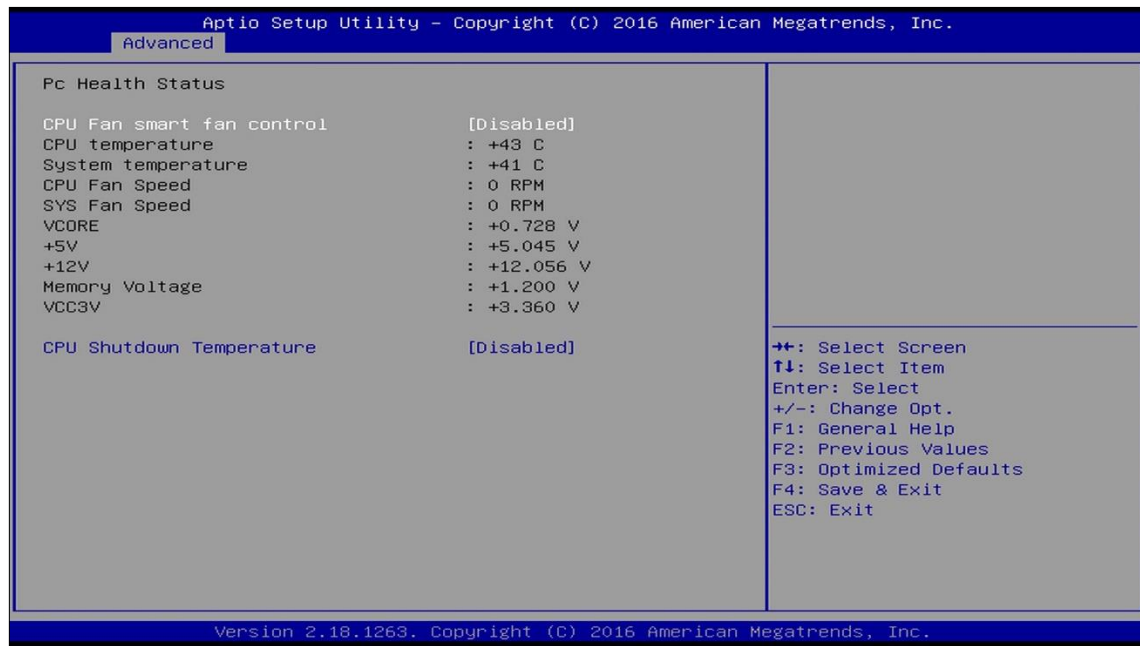 Aptio Setup Utility – Copyright (C) 2016 American Megatrends, Inc.
Advanced
Pc Health Status
CPU Fan smart fan control [Disabled]
CPU temperature : +43 C
System temperature : +41 C
CPU Fan Speed : 0 RPM
SYS Fan Speed : 0 RPM
VCORE : +0.728 V
+5V : +5.045 V
+12V : +12.056 V
Memory Voltage : +1.200 V
VCC3V : +3.360 V
CPU Shutdown Temperature [Disabled]
→←: Select Screen
↑↓: Select Item
Enter: Select
+/-: Change Opt.
F1: General Help
F2: Previous Values
F3: Optimized Defaults
F4: Save & Exit
ESC: Exit
Version 2.18.1263. Copyright (C) 2016 American Megatrends, Inc.